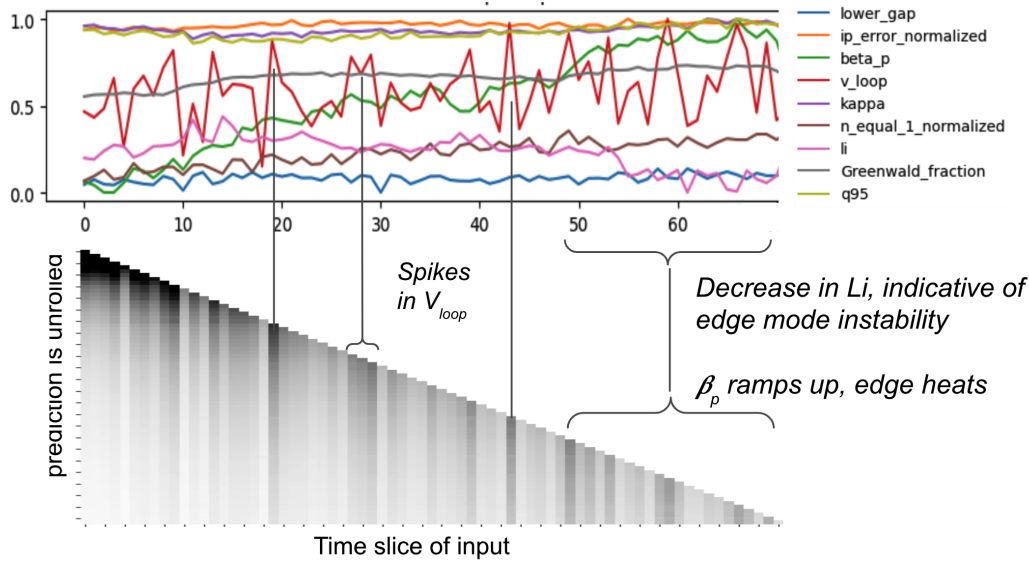 1.0
0.5
0.0
0 10 20 30 40 50 60
lower_gap
ip_error_normalized
beta_p
v_loop
kappa
n_equal_1_normalized
li
Greenwald_fraction
q95
prediction is unrolled
Spikes
in V_loop
Decrease in Li, indicative of
edge mode instability
βp ramps up, edge heats
Time slice of input